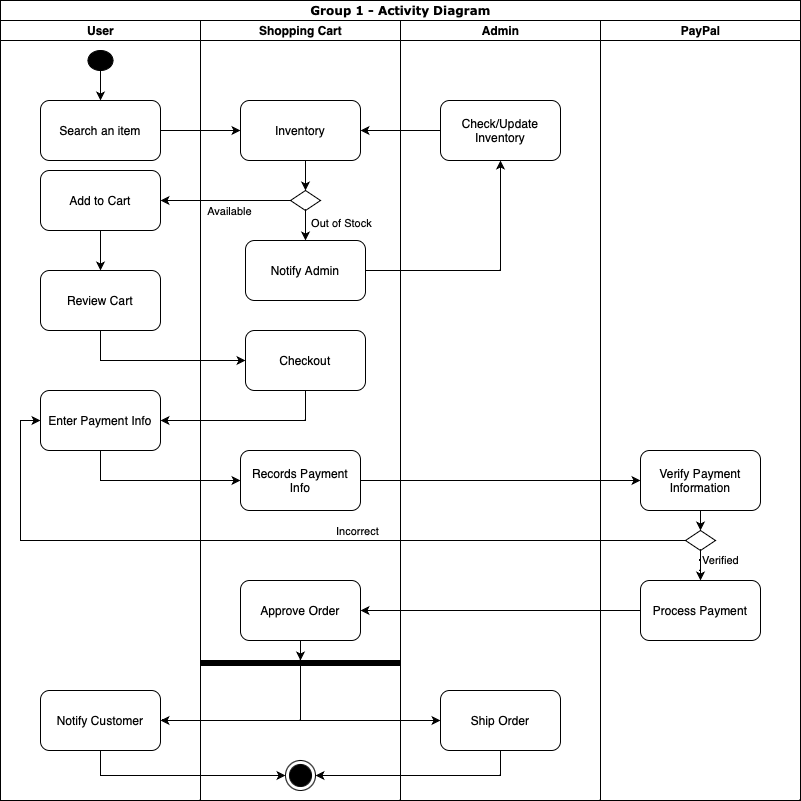 Group 1 - Activity Diagram
User
Shopping Cart
Admin
PayPal
Search an item
Inventory
Check/Update
Inventory
Add to Cart
Available
Out of Stock
Notify Admin
Review Cart
Checkout
Enter Payment Info
Records Payment
Info
Verify Payment
Information
Incorrect
Verified
Approve Order
Process Payment
Notify Customer
Ship Order